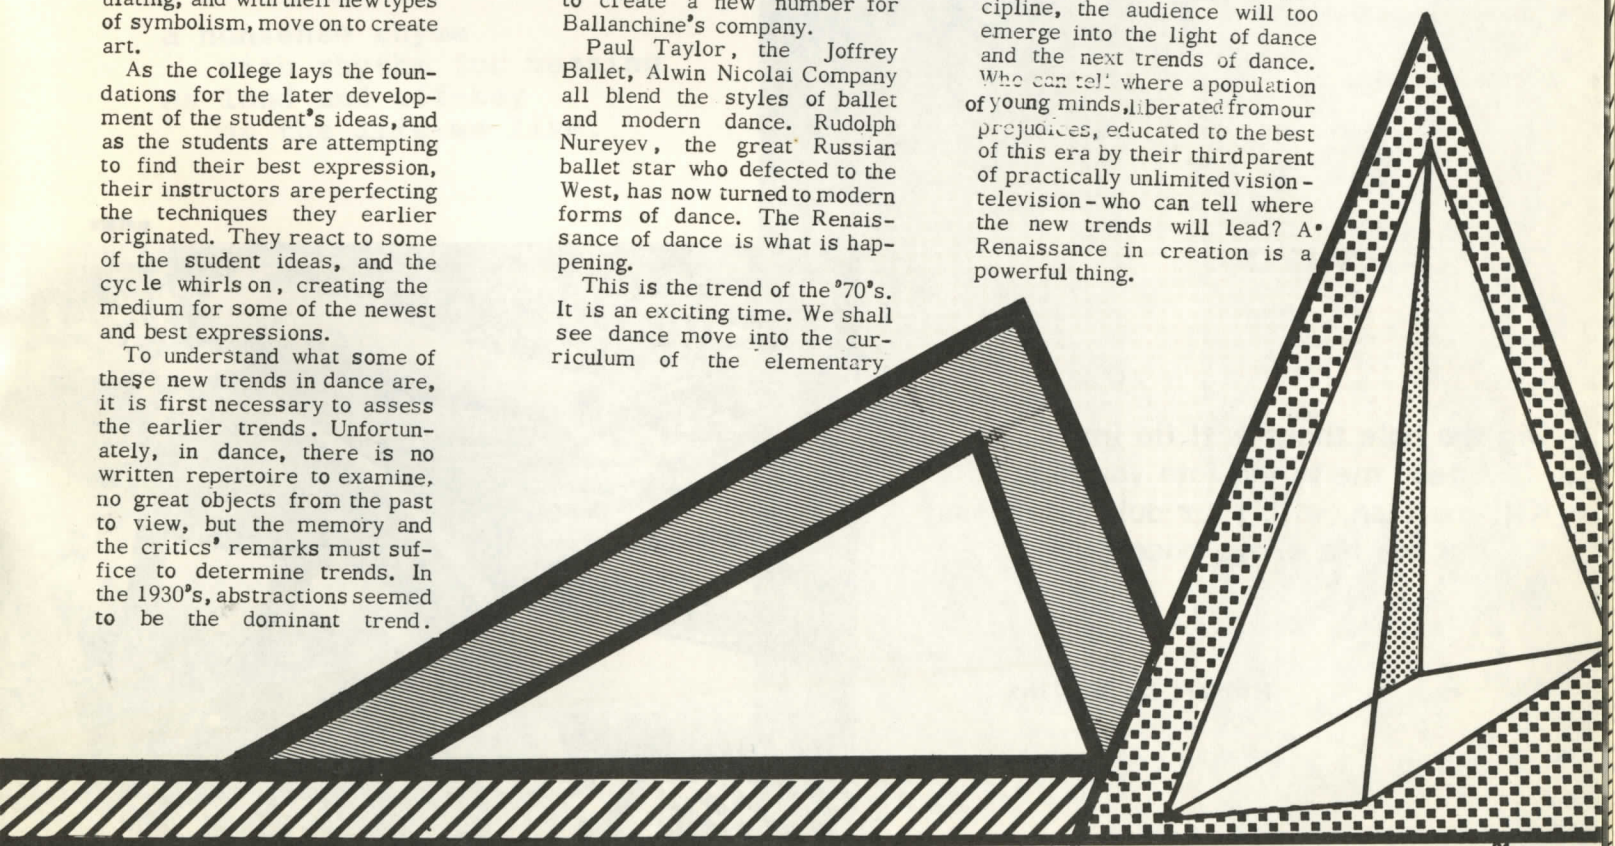 of symbolism, move on to create
art.
As the college lays the foun-
dations for the later develop-
ment of the student's ideas, and
as the students are attempting
to find their best expression,
their instructors are perfecting
the techniques they earlier
originated. They react to some
of the student ideas, and the
cycle whirls on, creating the
medium for some of the newest
and best expressions.
To understand what some of
these new trends in dance are,
it is first necessary to assess
the earlier trends. Unfortun-
ately, in dance, there is no
written repertoire to examine,
no great objects from the past
to view, but the memory and
the critics' remarks must suf-
fice to determine trends. In
the 1930's, abstractions seemed
to be the dominant trend.
to create a new number for
Ballanchine's company.
Paul Taylor, the Joffrey
Ballet, Alwin Nicolai Company
all blend the styles of ballet
and modern dance. Rudolph
Nureyev, the great Russian
ballet star who defected to the
West, has now turned to modern
forms of dance. The Renais-
sance of dance is what is hap-
pening.
This is the trend of the '70's.
It is an exciting time. We shall
see dance move into the cur-
riculum of the elementary
cipline, the audience will too
emerge into the light of dance
and the next trends of dance.
Who can tell where a population
of young minds, liberated from our
prejudices, educated to the best
of this era by their third parent
of practically unlimited vision -
television - who can tell where
the new trends will lead? A
Renaissance in creation is a
powerful thing.